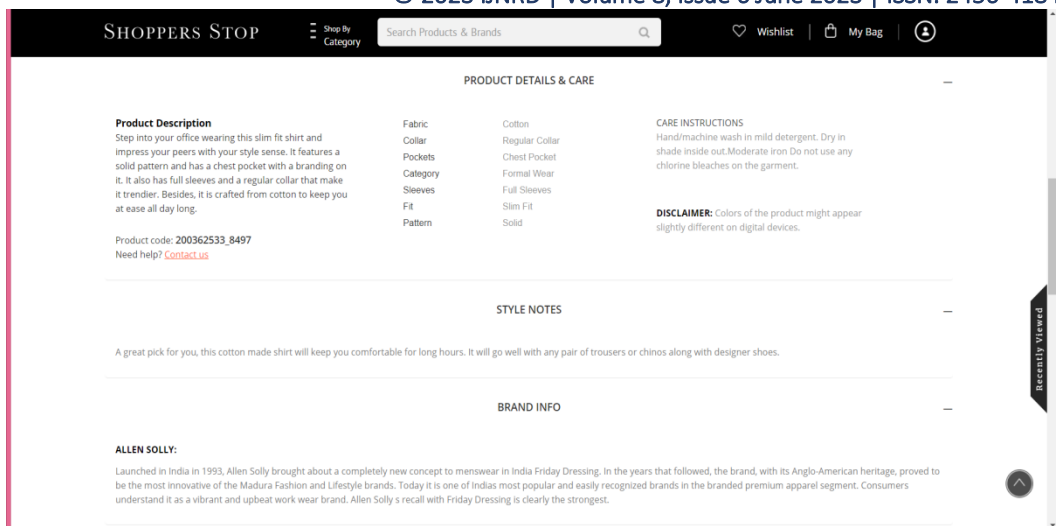 © 2023 IJNRD | Volume 8, Issue 6 June 2023 | ISSN: 2456-4184
SHOPPERS STOP
Shop By
Category
Search Products & Brands
Wishlist
My Bag
PRODUCT DETAILS & CARE
Product Description
Step into your office wearing this slim fit shirt and
impress your peers with your style sense. It features a
solid pattern and has a chest pocket with a branding on
it. It also has full sleeves and a regular collar that make
it trendier. Besides, it is crafted from cotton to keep you
at ease all day long.
Product code: 200362533_8497
Need help? Contact us
Fabric Cotton
Collar Regular Collar
Pockets Chest Pocket
Category Formal Wear
Sleeves Full Sleeves
Fit Slim Fit
Pattern Solid
CARE INSTRUCTIONS
Hand/machine wash in mild detergent. Dry in
shade inside out.Moderate iron Do not use any
chlorine bleaches on the garment.
DISCLAIMER: Colors of the product might appear
slightly different on digital devices.
STYLE NOTES
A great pick for you, this cotton made shirt will keep you comfortable for long hours. It will go well with any pair of trousers or chinos along with designer shoes.
Recently Viewed
BRAND INFO
ALLEN SOLLY:
Launched in India in 1993, Allen Solly brought about a completely new concept to menswear in India Friday Dressing. In the years that followed, the brand, with its Anglo-American heritage, proved to
be the most innovative of the Madura Fashion and Lifestyle brands. Today it is one of Indias most popular and easily recognized brands in the branded premium apparel segment. Consumers
understand it as a vibrant and upbeat work wear brand. Allen Solly s recall with Friday Dressing is clearly the strongest.